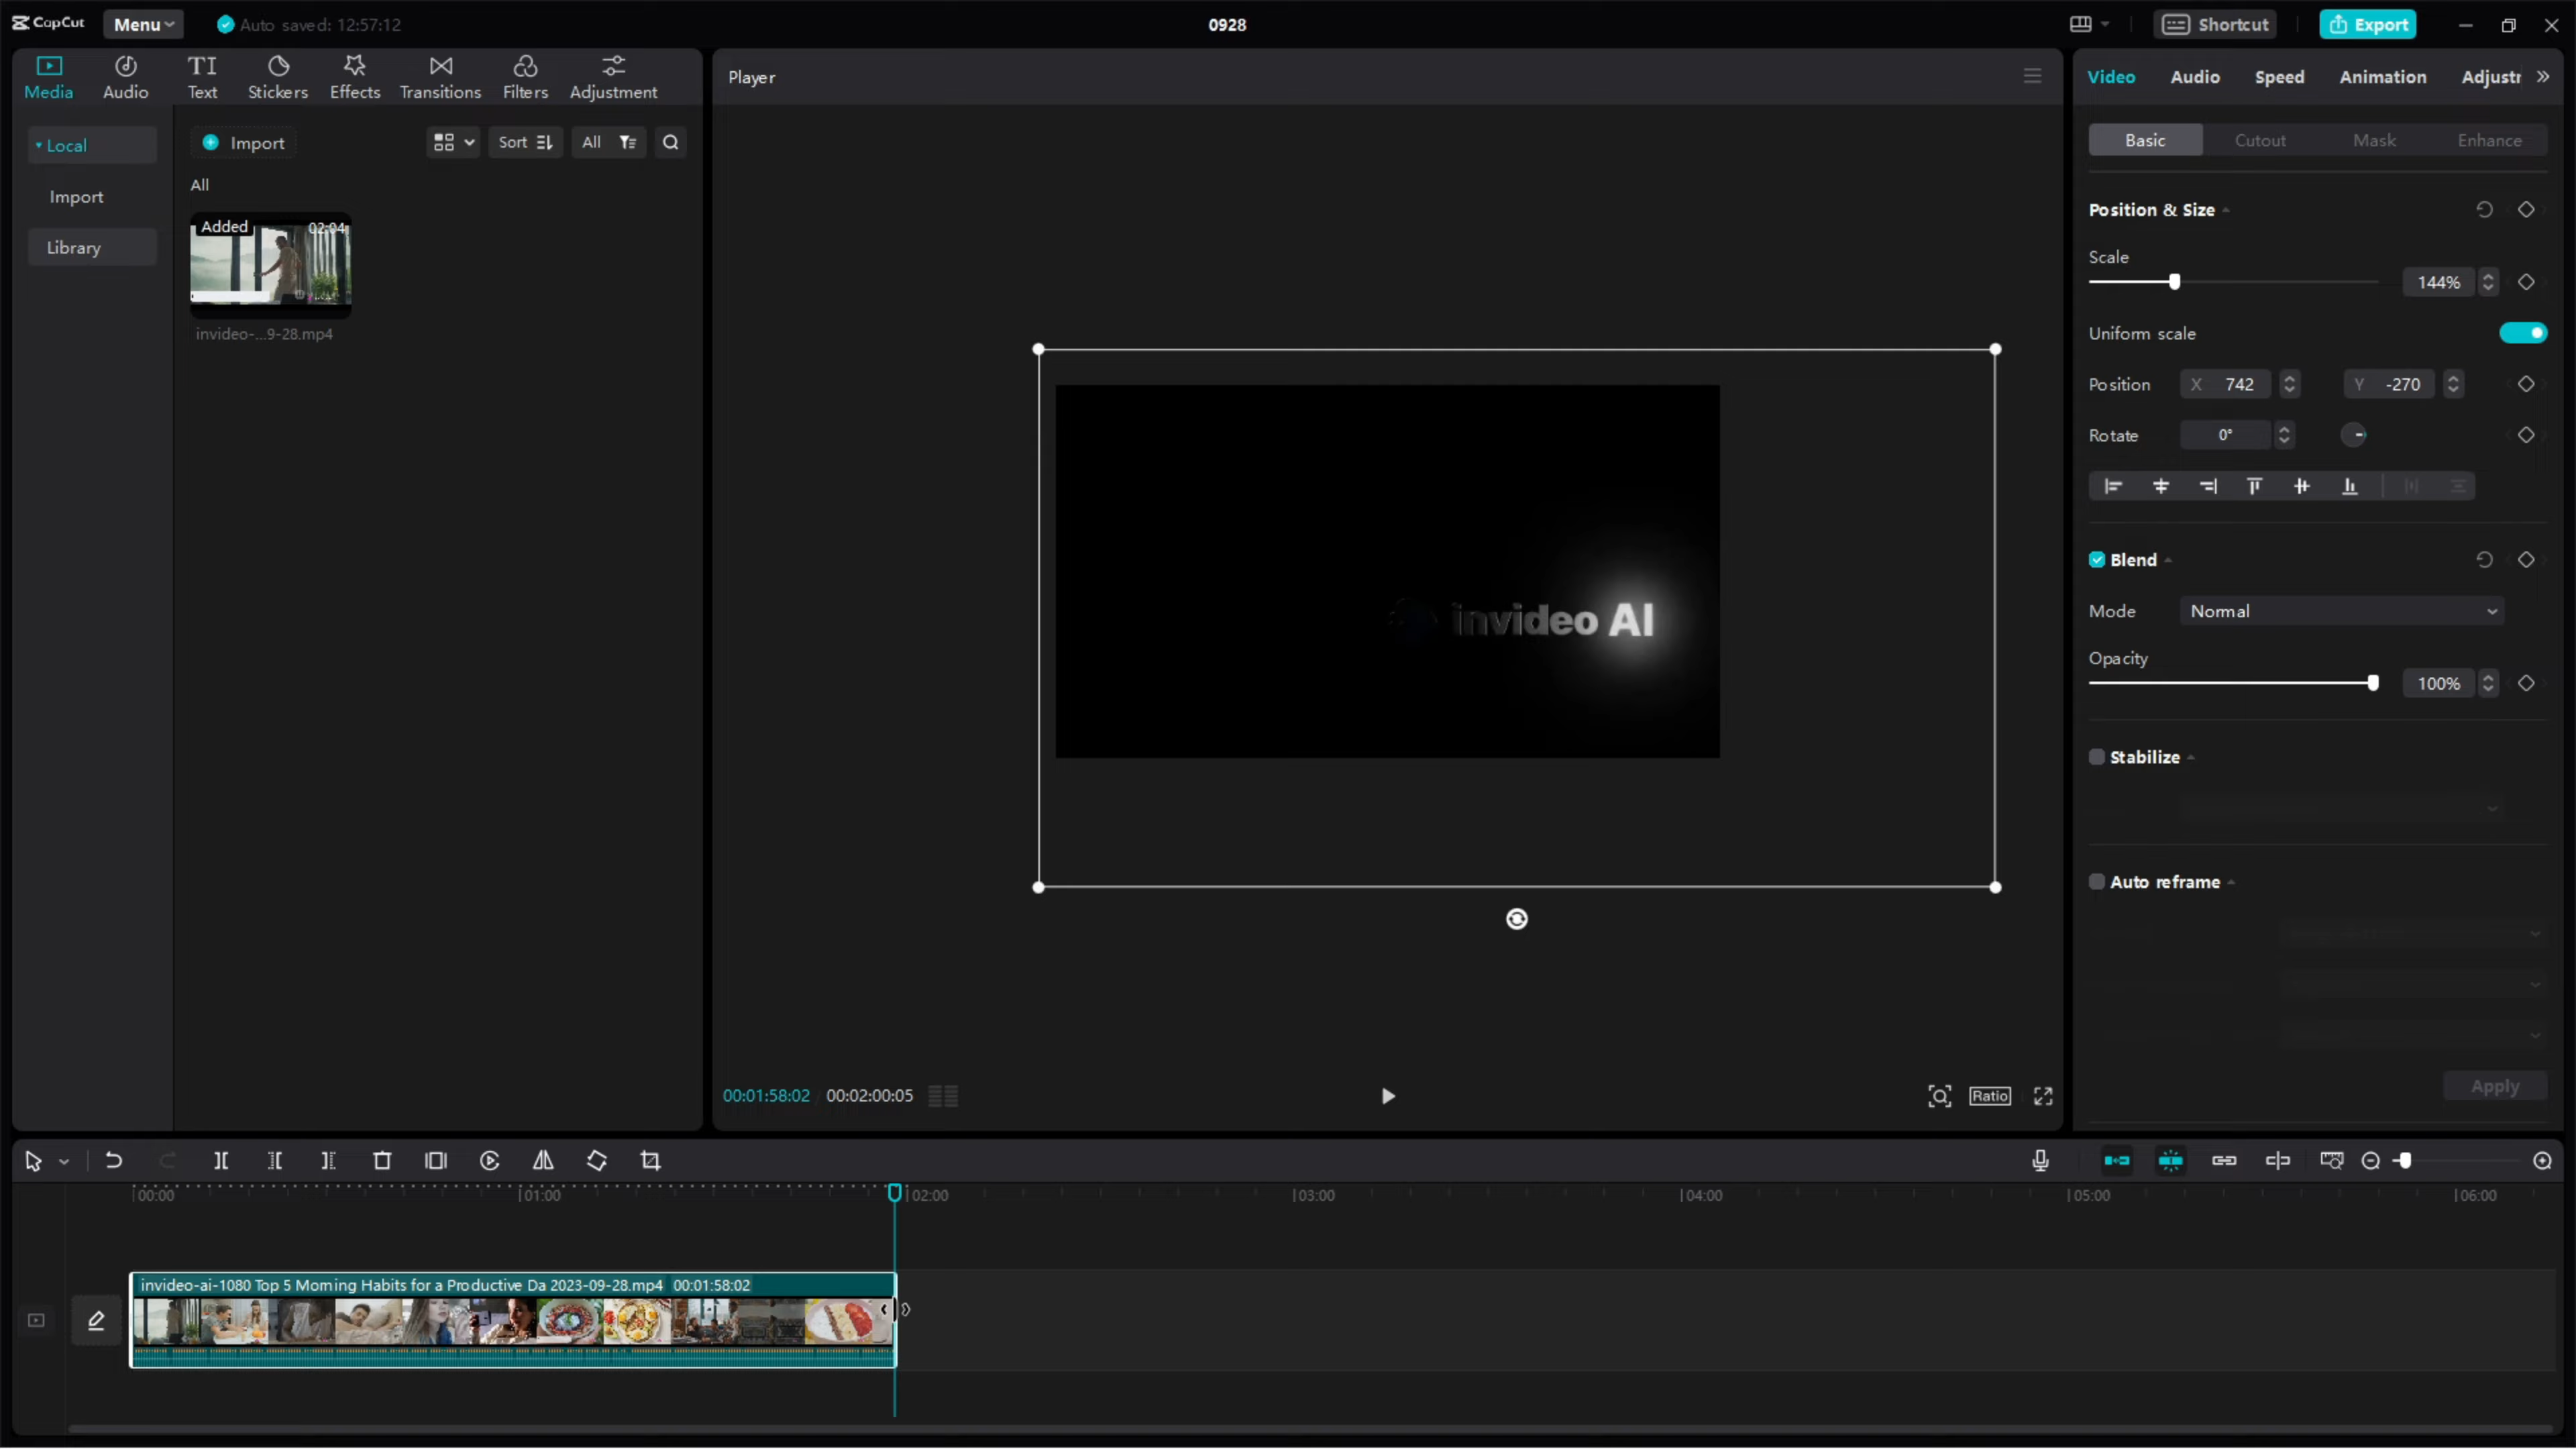 CapCut
Menu
Auto saved: 12:57:12
0928
Shortcut
Export
Media
Audio
TI
Text
Stickers
Effects
Transitions
Filters
Adjustment
Player
Video
Audio
Speed
Animation
Adjustr
Local
Import
Library
Import
Sort
All
All
Added
02:04
invideo-...9-28.mp4
Basic
Cutout
Mask
Enhance
Position & Size
Scale
144%
Uniform scale
Position
X 742
Y -270
Rotate
0°
Blend
Mode
Normal
Opacity
100%
Stabilize
Auto reframe
Apply
invideo AI
00:01:58:02
00:02:00:05
Ratio
00:00
01:00
02:00
03:00
04:00
05:00
06:00
invideo-ai-1080 Top 5 Morning Habits for a Productive Da 2023-09-28.mp4 00:01:58:02